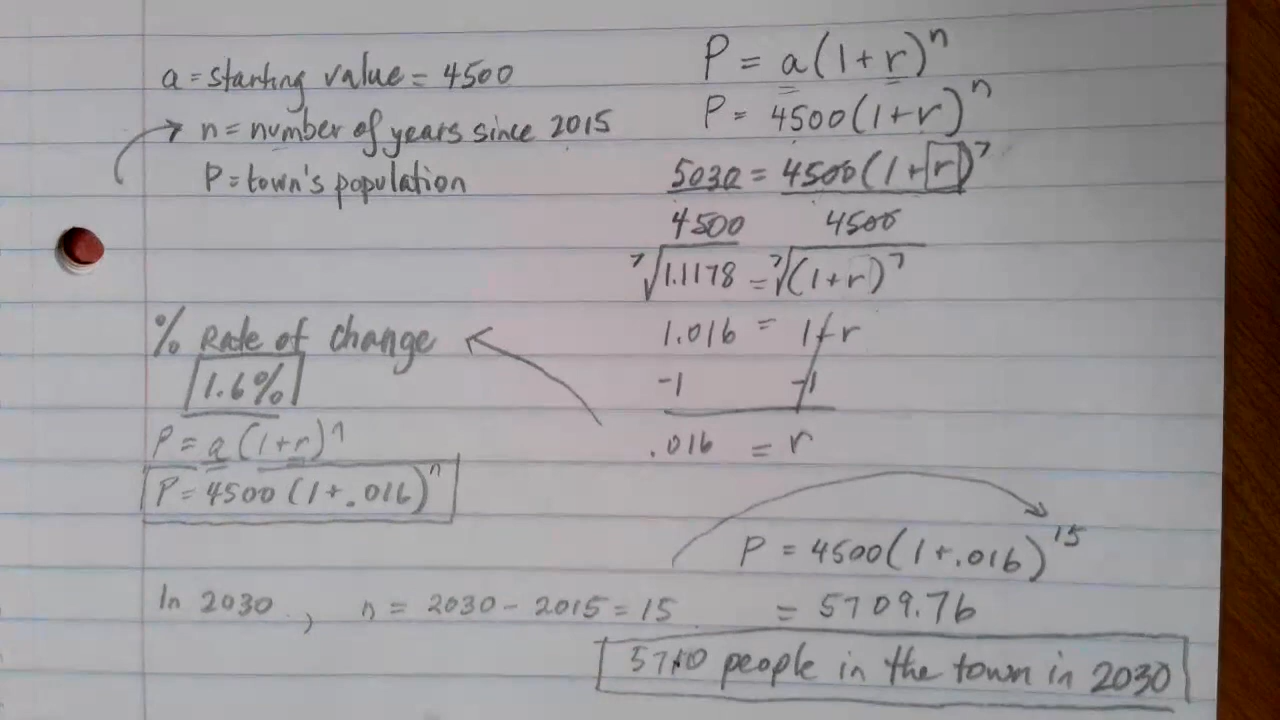 a = starting value = 4500
n = number of years since 2015
P = town's population
P = a(1+r)^n
P = 4500(1+r)^n
5030 = 4500(1+r)^7
4500 4500
7√1.1178 = 7√(1+r)^7
1.016 = 1+r
-1 -1
.016 = r
% Rate of change
1.6%
P = a(1+r)^n
P = 4500(1+.016)^n
In 2030, n = 2030 - 2015 = 15
P = 4500(1+.016)^15
= 5709.76
5710 people in the town in 2030